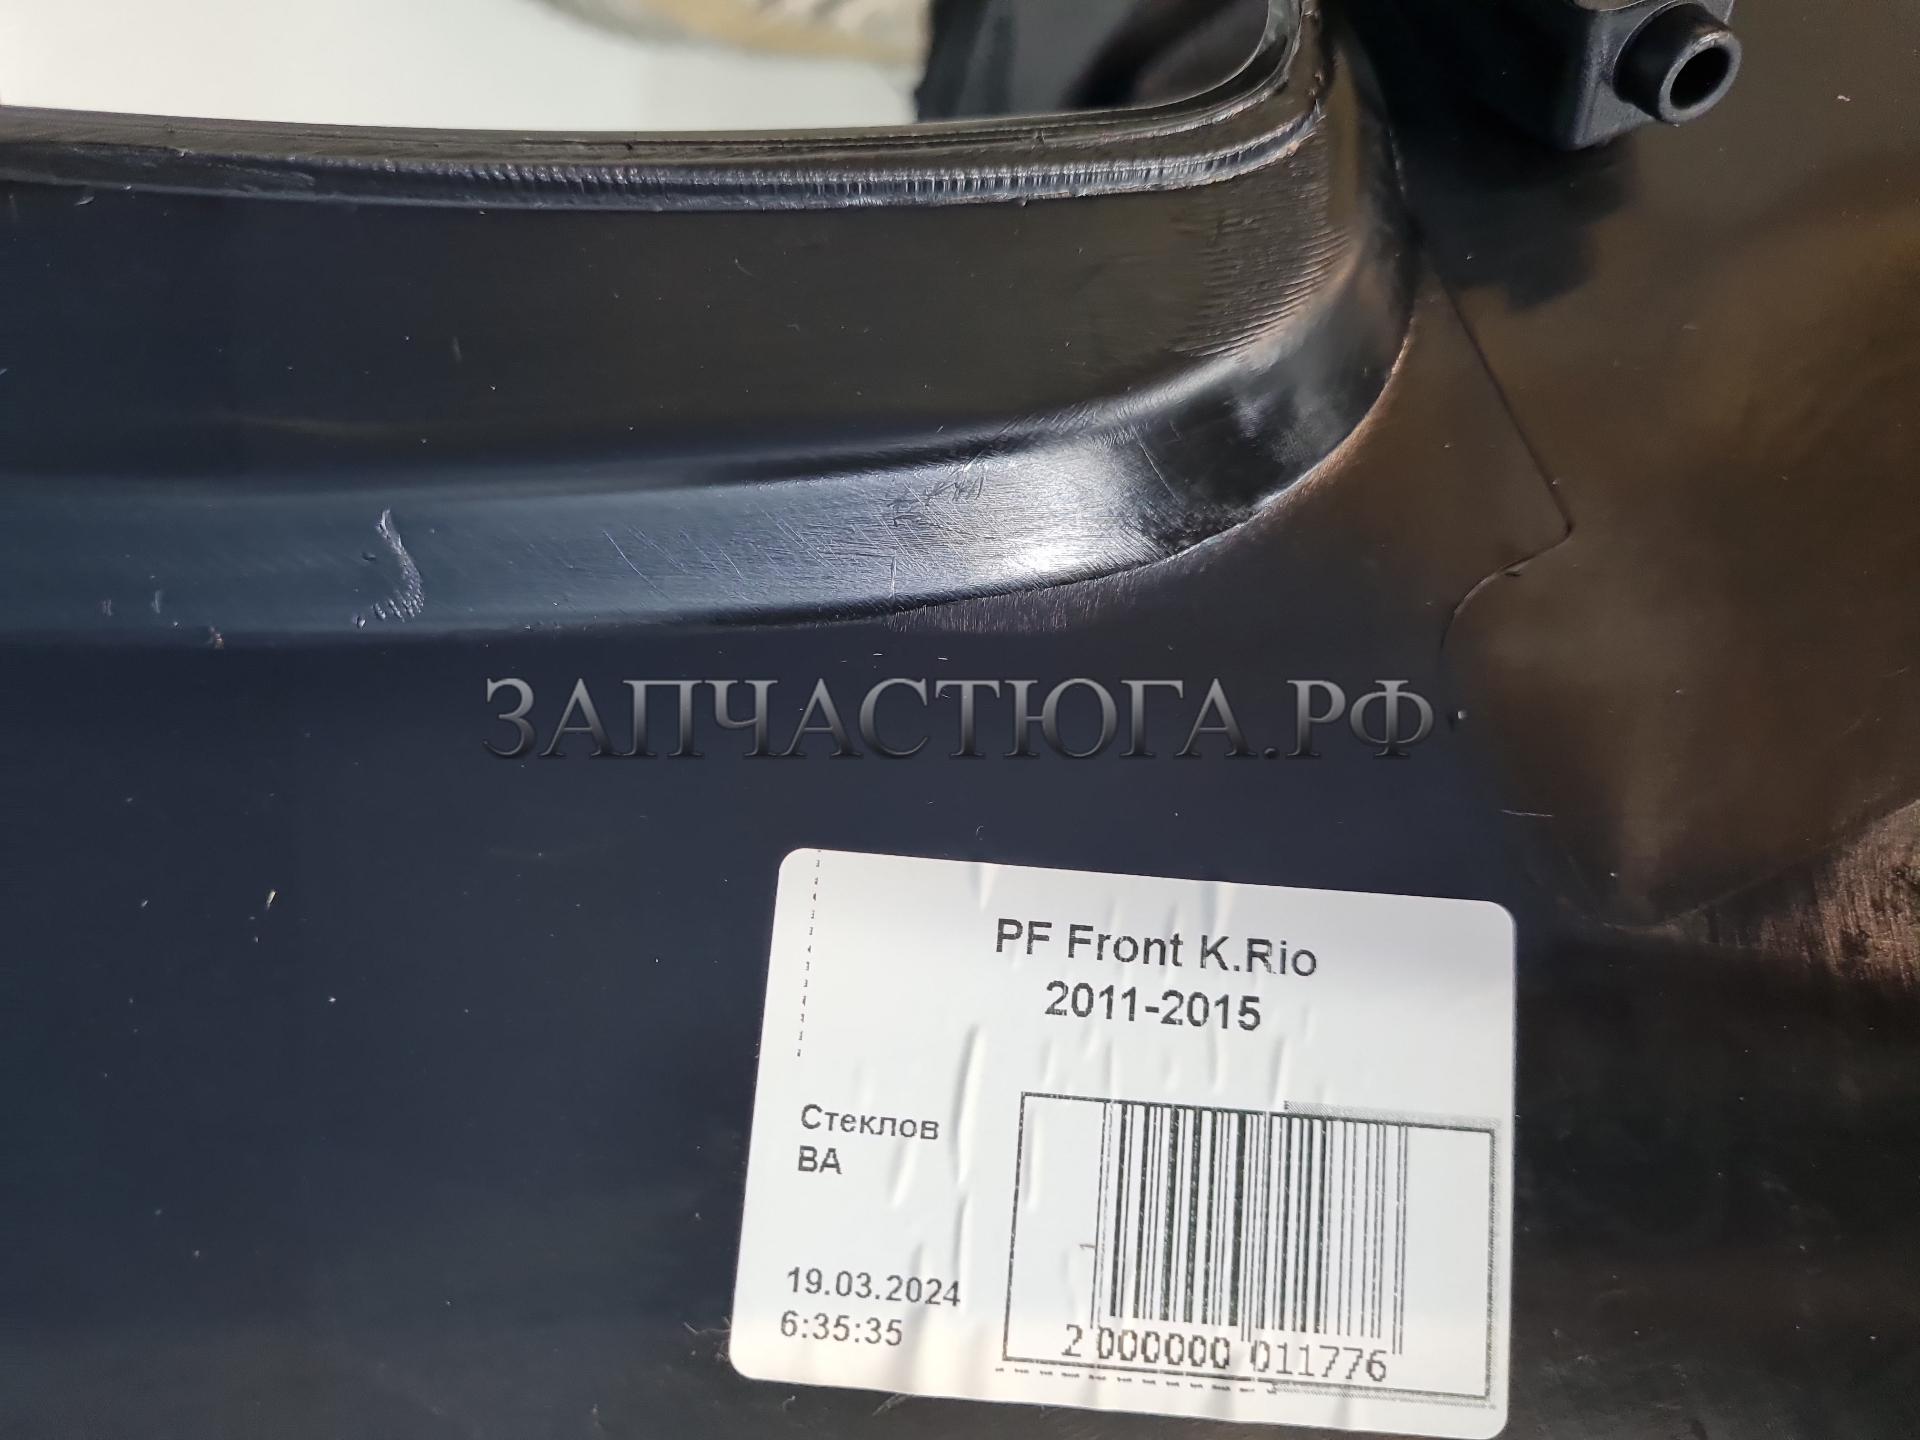 ЗАПЧАСТЮГА.РФ
PF Front K.Rio
2011-2015
Стеклов
ВА
19.03.2024
6:35:35
2 000000 011776